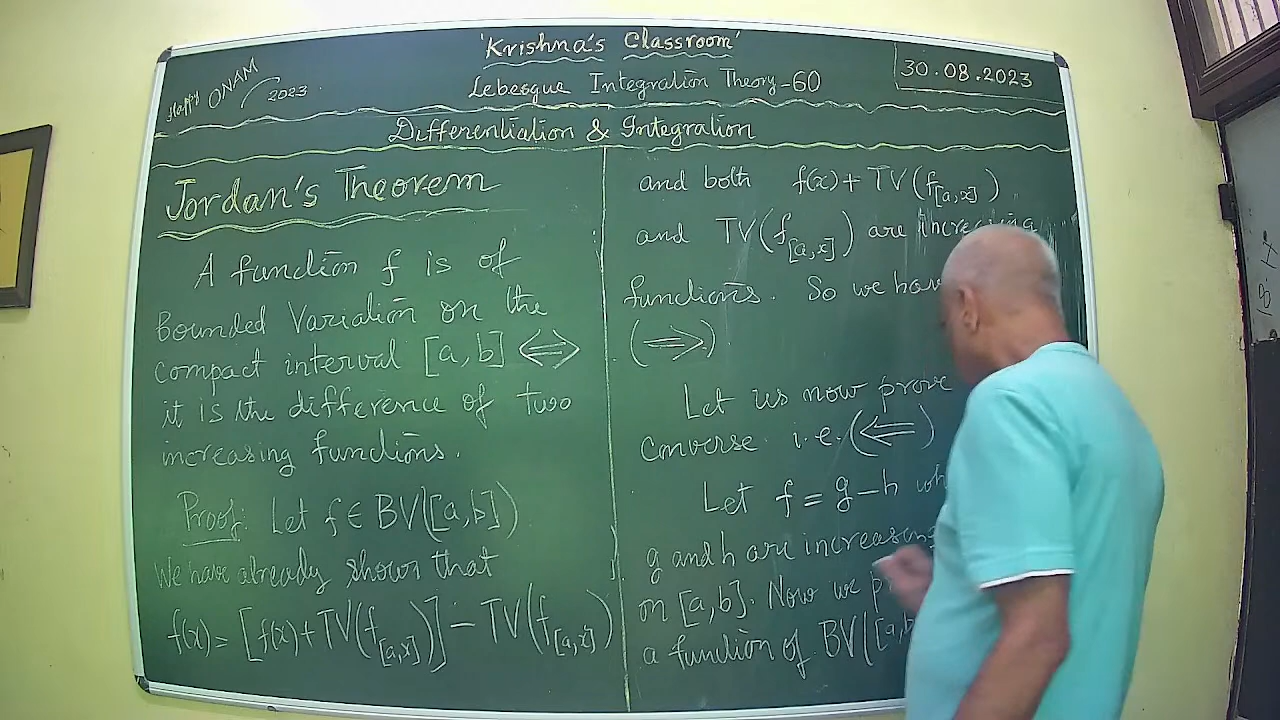 'Krishna's Classroom'
Happy ONAM 2023
Lebesgue Integration Theory-60
30.08.2023
Differentiation & Integration
Jordan's Theorem
A function f is of
Bounded Variation on the
compact interval [a,b] ⟺
it is the difference of two
increasing functions.
Proof: Let f ∈ BV([a,b])
We have already shown that
f(x) = [f(x)+TV(f[a,x])] − TV(f[a,x])
and both f(x)+TV(f[a,x])
and TV(f[a,x]) are increasing
functions. So we
(⟹)
Let us now prove
converse i.e. (⟸)
Let f = g−h
g and h are increasing
on [a,b]. Now we
a function of BV([a,b